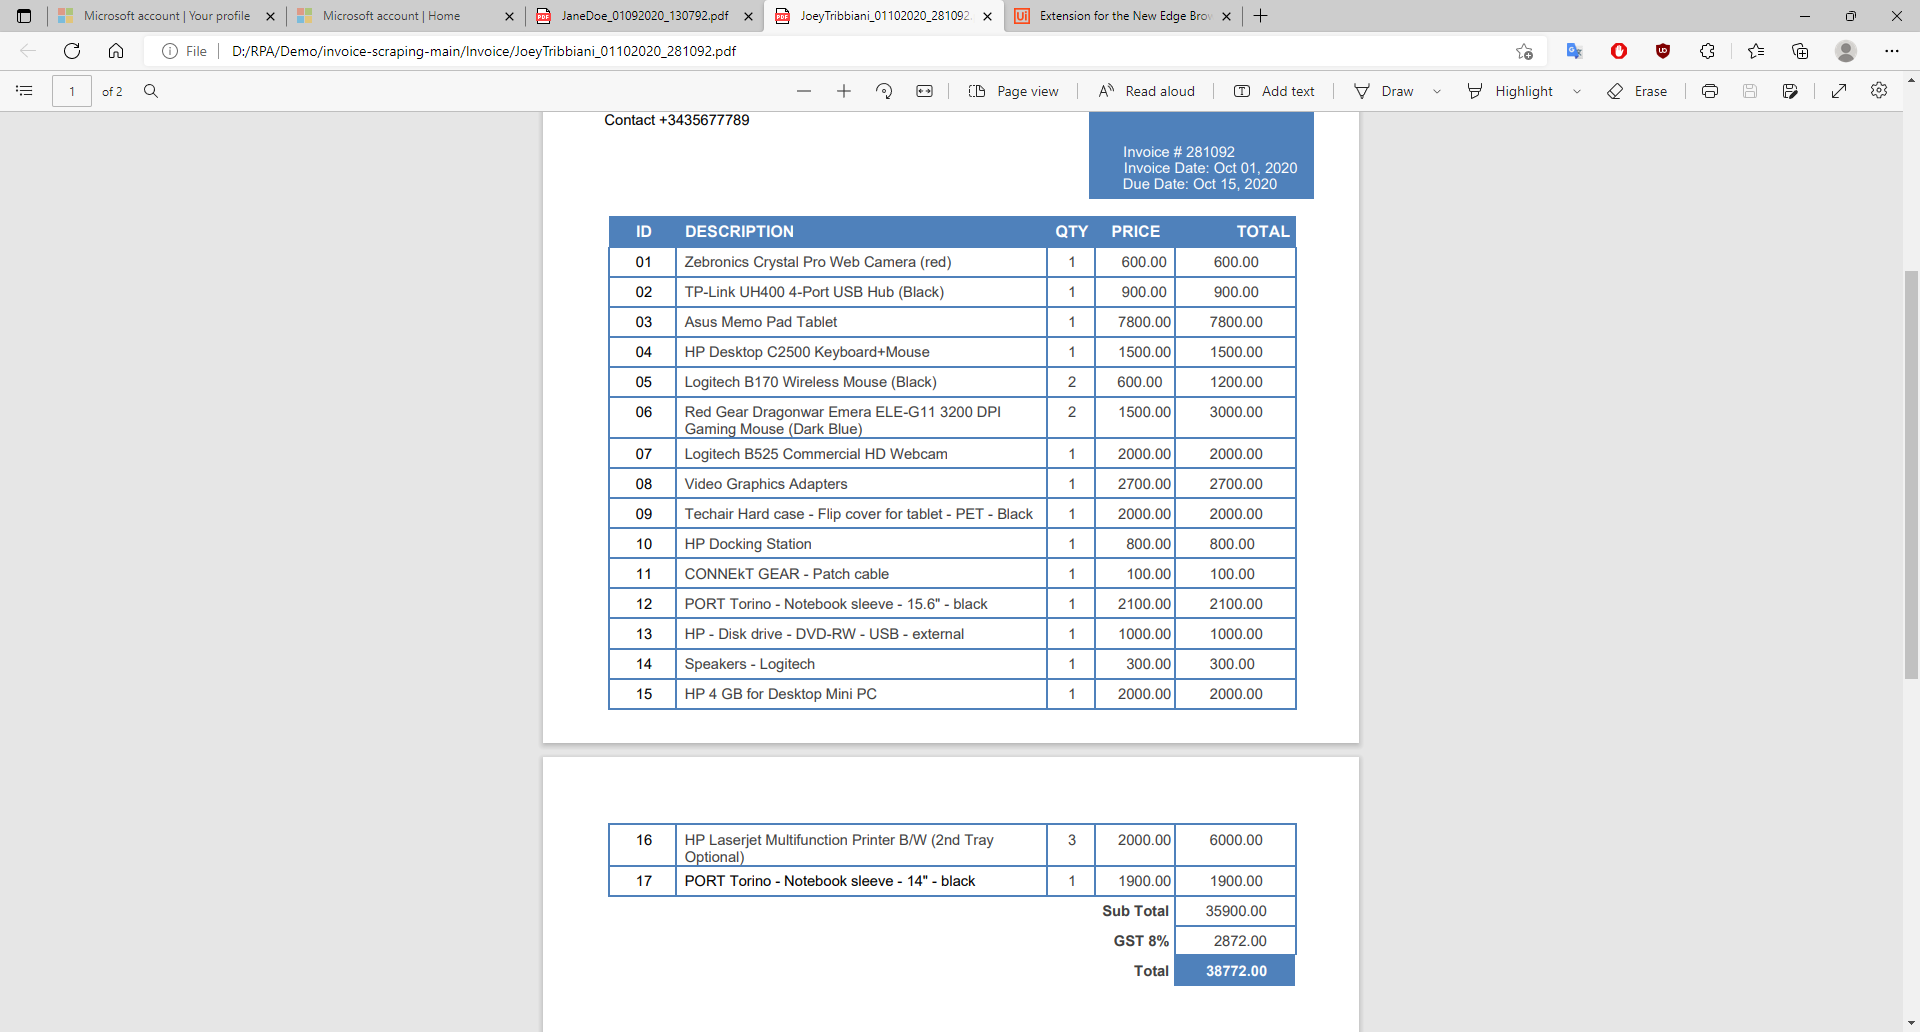 Microsoft account | Your profile
Microsoft account | Home
JaneDoe_01092020_130792.pdf
JoeyTribbiani_01102020_281092.
Extension for the New Edge Brow
File
D:/RPA/Demo/invoice-scraping-main/Invoice/JoeyTribbiani_01102020_281092.pdf
1 of 2 Page view Read aloud Add text Draw Highlight Erase
Contact +3435677789
Invoice # 281092
Invoice Date: Oct 01, 2020
Due Date: Oct 15, 2020
ID DESCRIPTION QTY PRICE TOTAL
01 Zebronics Crystal Pro Web Camera (red) 1 600.00 600.00
02 TP-Link UH400 4-Port USB Hub (Black) 1 900.00 900.00
03 Asus Memo Pad Tablet 1 7800.00 7800.00
04 HP Desktop C2500 Keyboard+Mouse 1 1500.00 1500.00
05 Logitech B170 Wireless Mouse (Black) 2 600.00 1200.00
06 Red Gear Dragonwar Emera ELE-G11 3200 DPI 2 1500.00 3000.00
Gaming Mouse (Dark Blue)
07 Logitech B525 Commercial HD Webcam 1 2000.00 2000.00
08 Video Graphics Adapters 1 2700.00 2700.00
09 Techair Hard case - Flip cover for tablet - PET - Black 1 2000.00 2000.00
10 HP Docking Station 1 800.00 800.00
11 CONNEkT GEAR - Patch cable 1 100.00 100.00
12 PORT Torino - Notebook sleeve - 15.6" - black 1 2100.00 2100.00
13 HP - Disk drive - DVD-RW - USB - external 1 1000.00 1000.00
14 Speakers - Logitech 1 300.00 300.00
15 HP 4 GB for Desktop Mini PC 1 2000.00 2000.00
16 HP Laserjet Multifunction Printer B/W (2nd Tray 3 2000.00 6000.00
Optional)
17 PORT Torino - Notebook sleeve - 14" - black 1 1900.00 1900.00
Sub Total 35900.00
GST 8% 2872.00
Total 38772.00